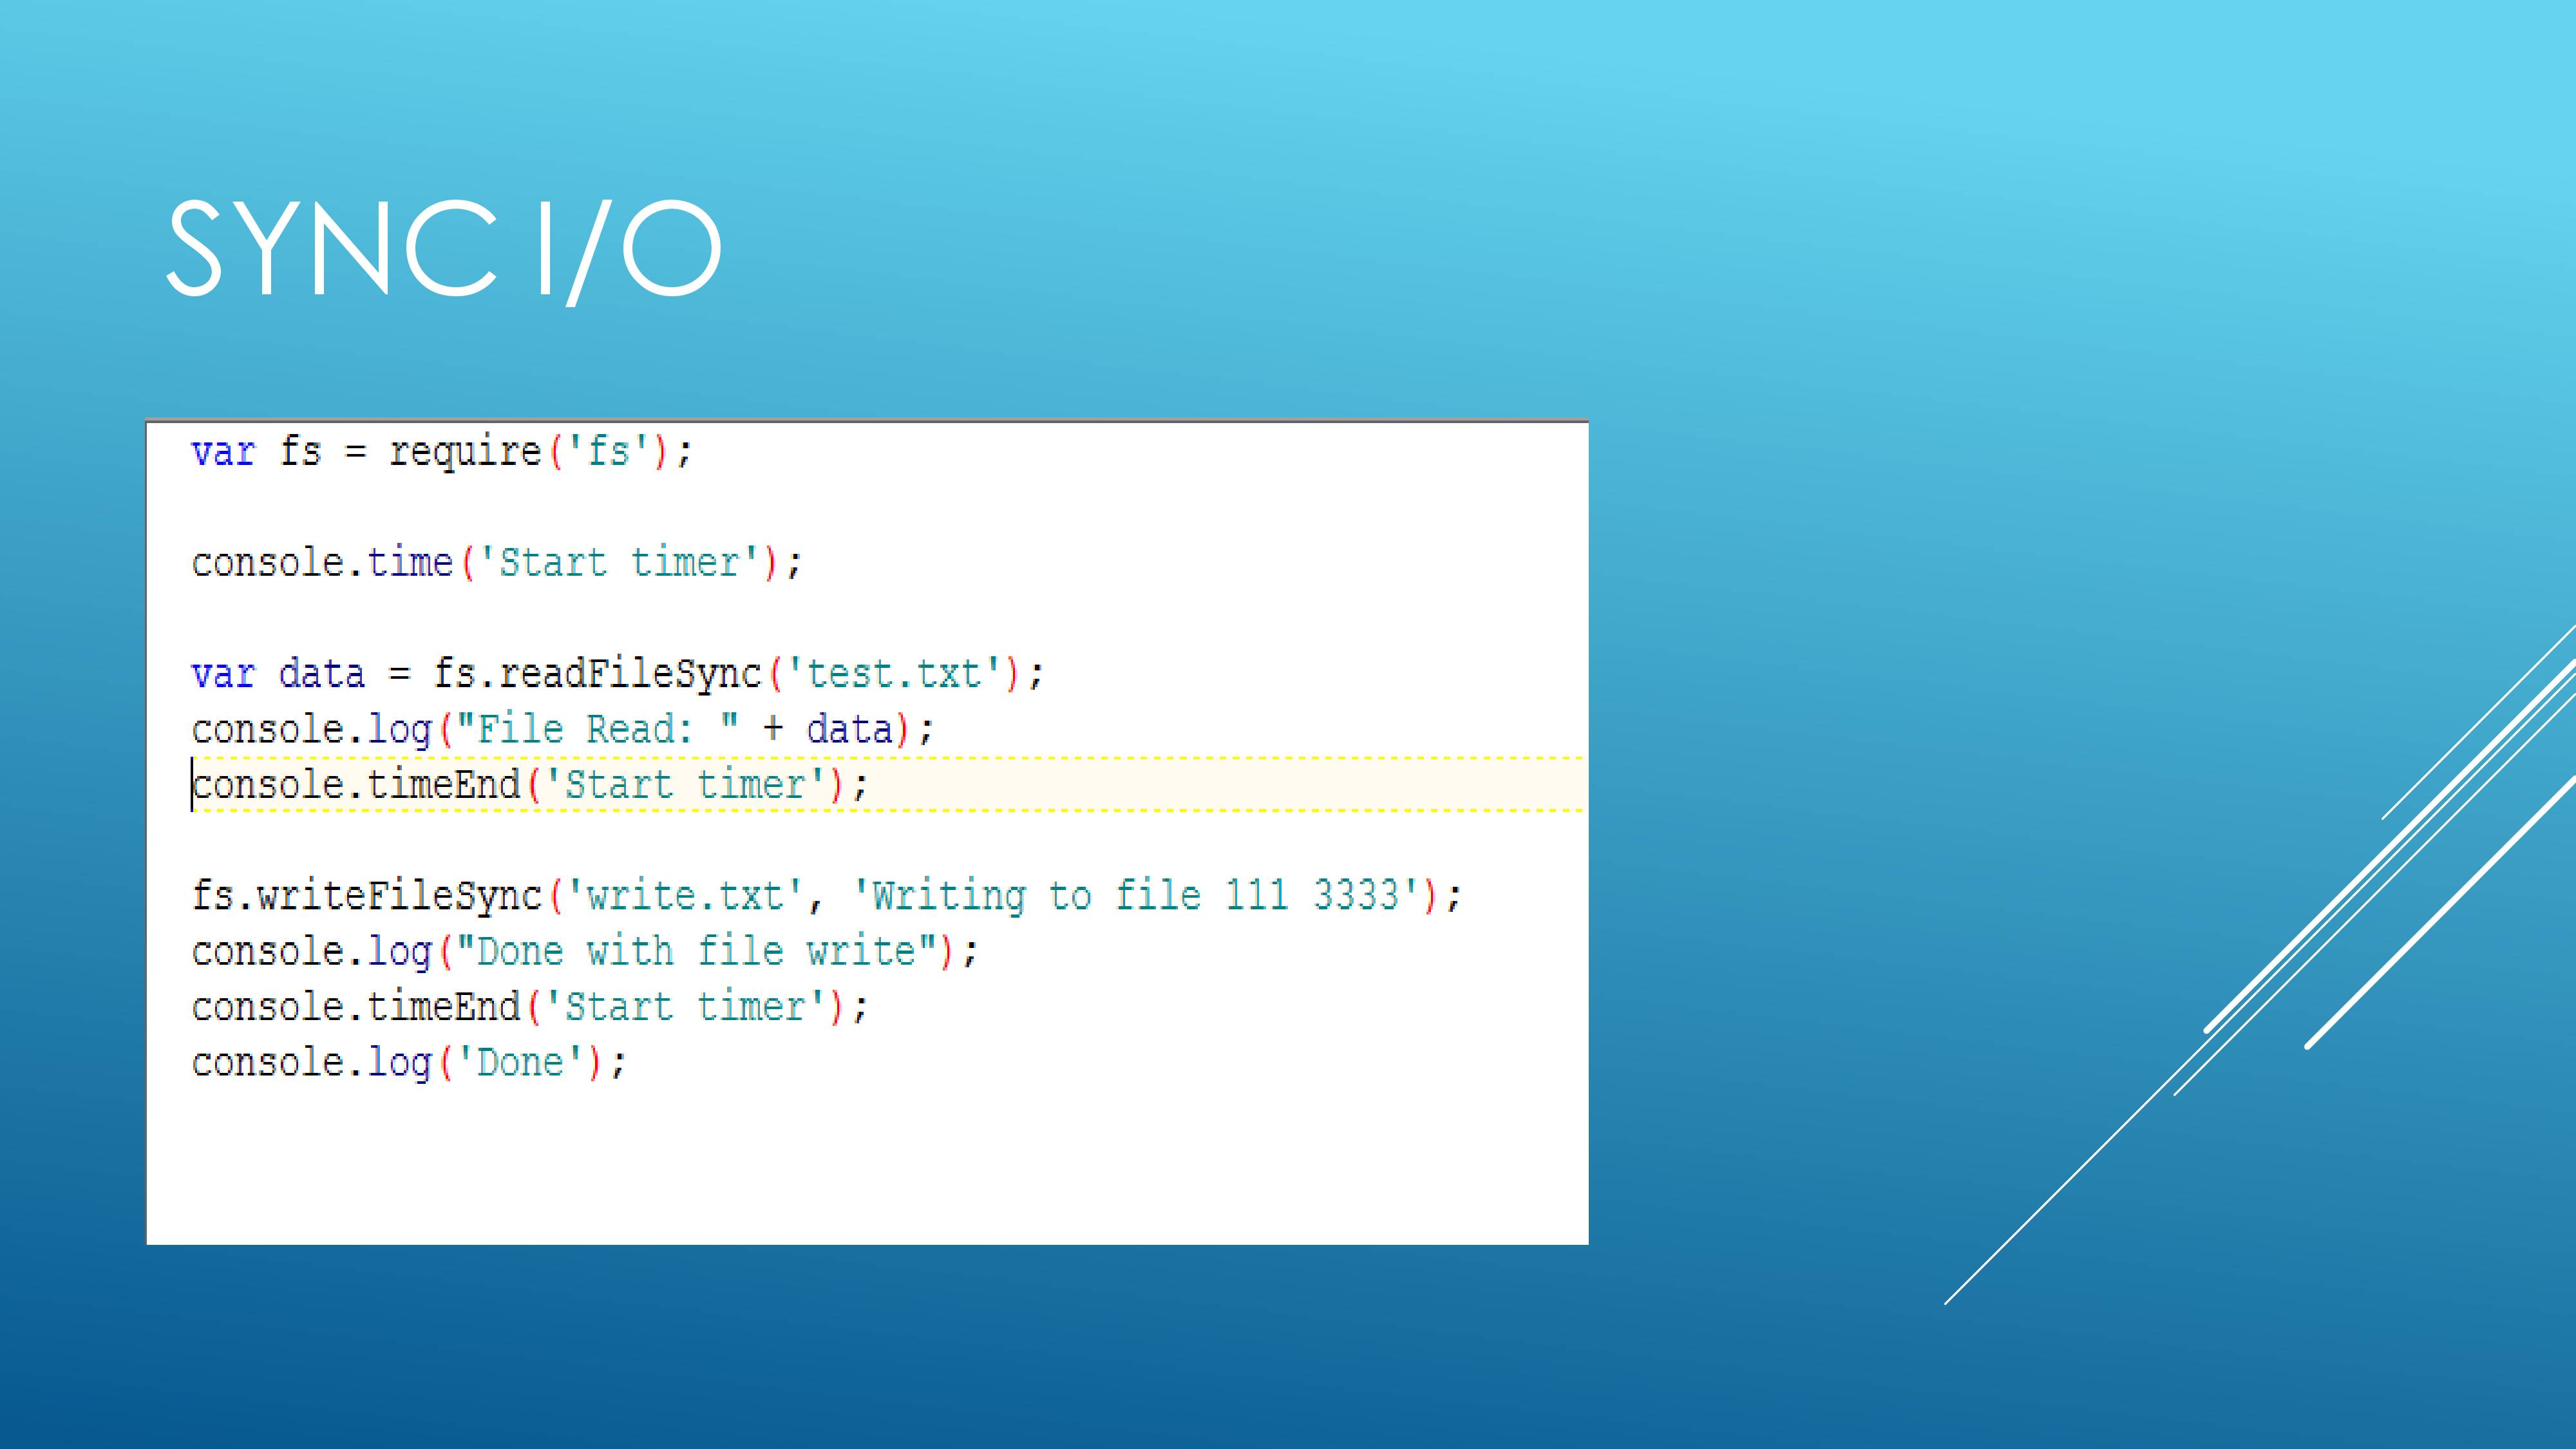 SYNC I/O
var fs = require('fs');
console.time('Start timer');
var data = fs.readFileSync('test.txt');
console.log("File Read: " + data);
console.timeEnd('Start timer');
fs.writeFileSync('write.txt', 'Writing to file 111 3333');
console.log("Done with file write");
console.timeEnd('Start timer');
console.log('Done');